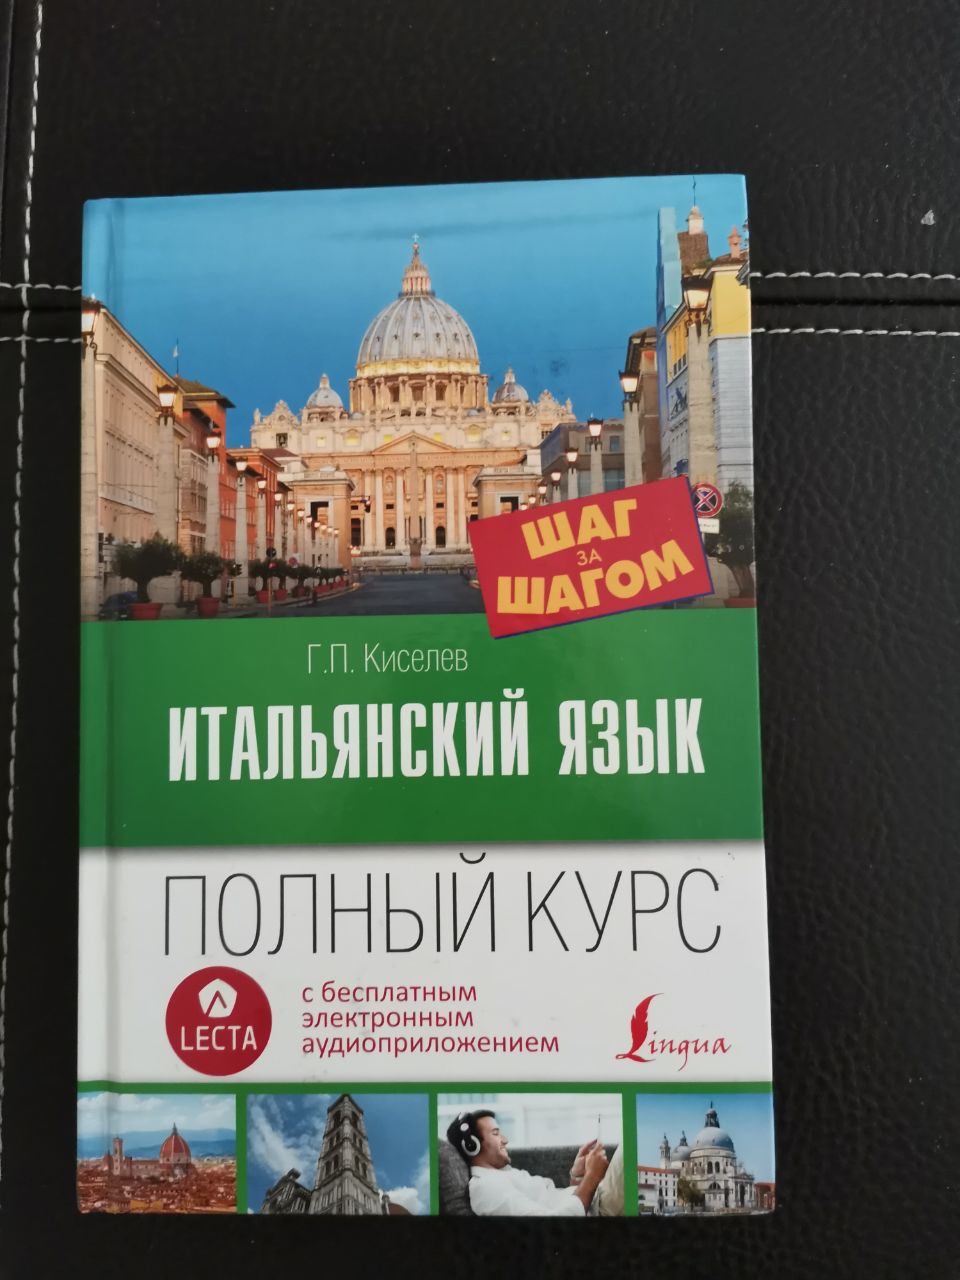 ШАГ
ЗА
ШАГОМ
Г.П. Киселев
ИТАЛЬЯНСКИЙ ЯЗЫК
ПОЛНЫЙ КУРС
LECTA
с бесплатным
электронным
аудиоприложением
Lingua